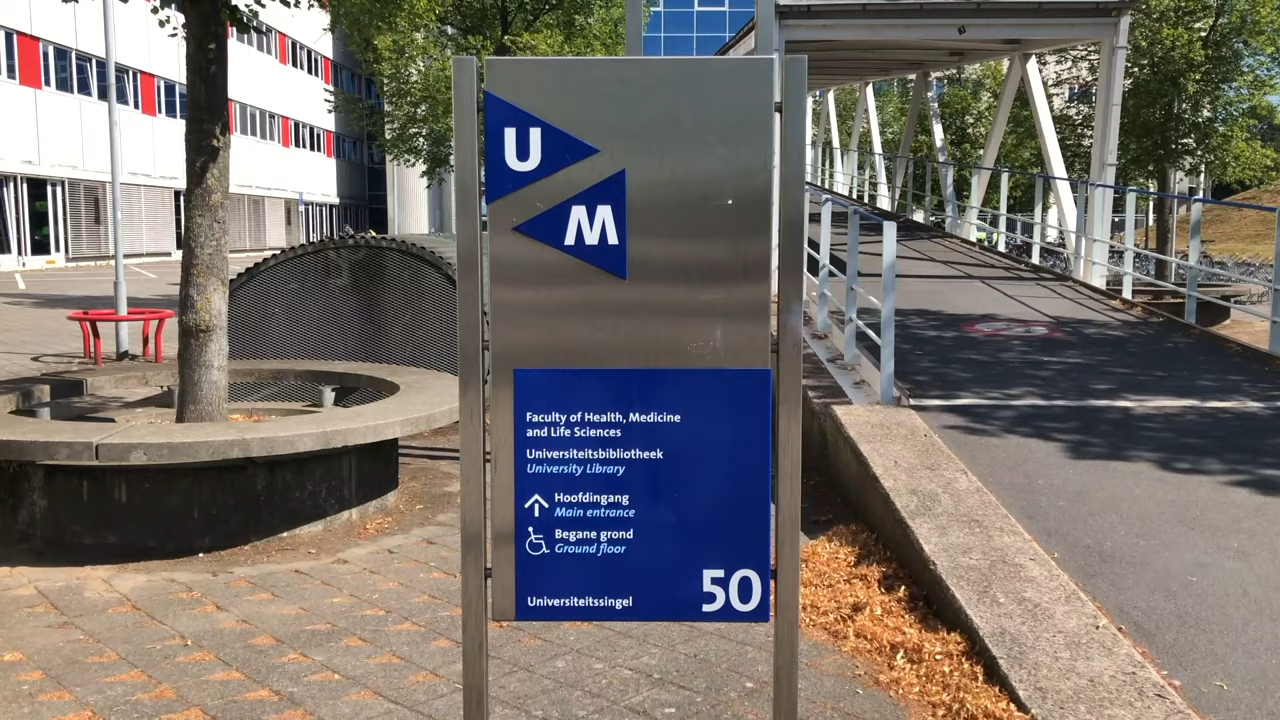 U
M
Faculty of Health, Medicine
and Life Sciences
Universiteitsbibliotheek
University Library
Hoofdingang
Main entrance
Begane grond
Ground floor
Universiteitssingel
50